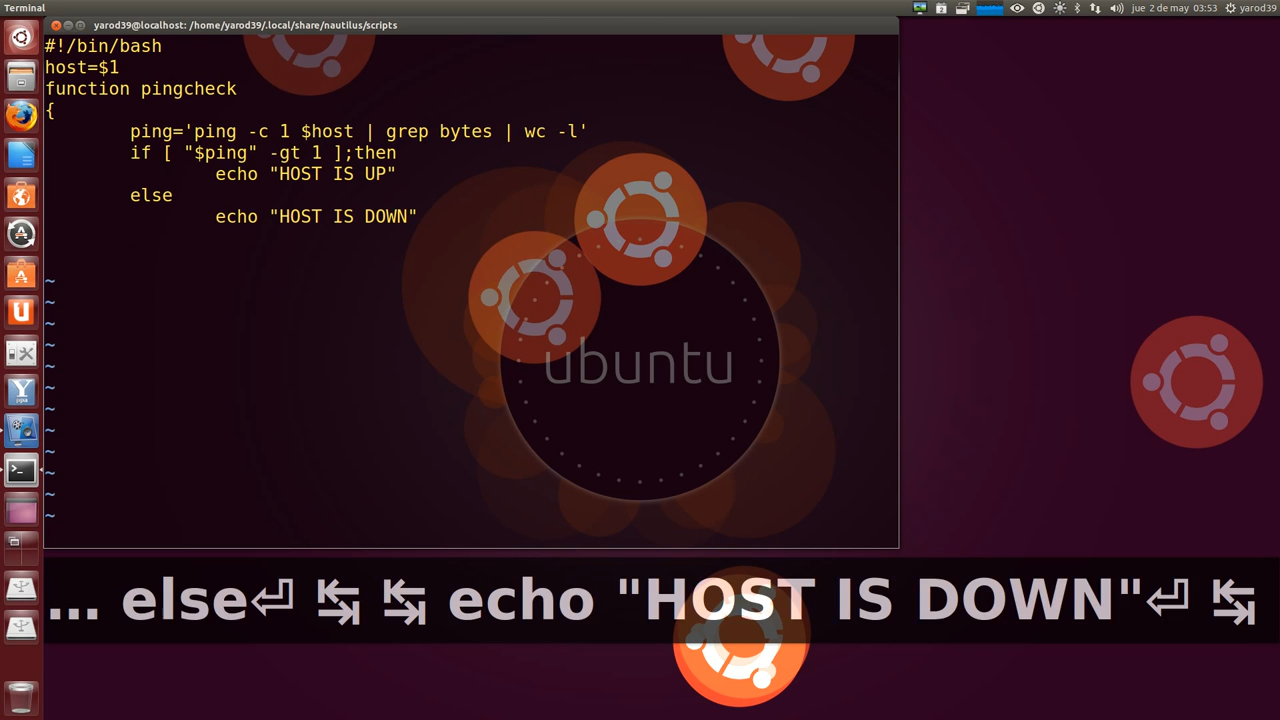 Terminal
jue 2 de may 03:53 yarod39
yarod39@localhost: /home/yarod39/.local/share/nautilus/scripts
#!/bin/bash
host=$1
function pingcheck
{
        ping='ping -c 1 $host | grep bytes | wc -l'
        if [ "$ping" -gt 1 ];then
                echo "HOST IS UP"
        else
                echo "HOST IS DOWN"
~
~
~
~
~
~
~
~
~
~
~
~
ubuntu
... else⏎ ↹ ↹ echo "HOST IS DOWN"⏎ ↹